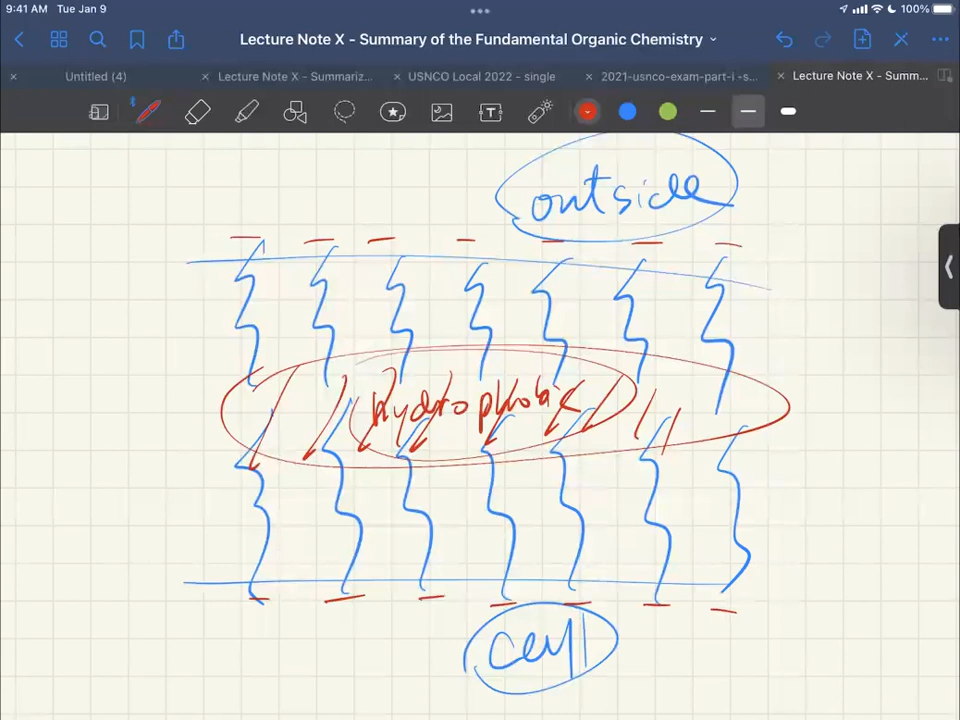 9:41 AM Tue Jan 9
100%
Lecture Note X - Summary of the Fundamental Organic Chemistry
Untitled (4)
Lecture Note X - Summariz...
USNCO Local 2022 - single
2021-usnco-exam-part-i -s...
Lecture Note X - Summ...
outside
hydrophobic
cell